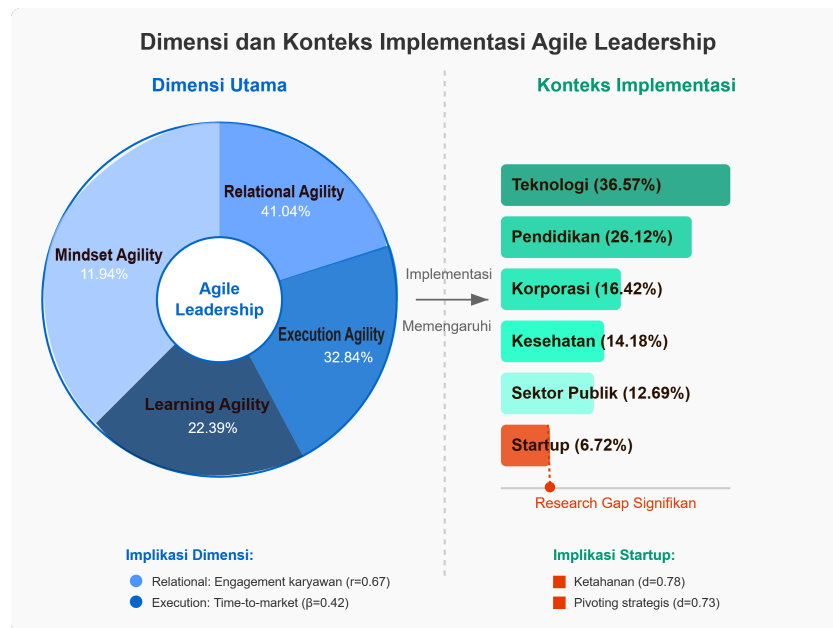 Dimensi dan Konteks Implementasi Agile Leadership
Dimensi Utama
Relational Agility
41.04%
Mindset Agility
11.94%
Agile
Leadership
Execution Agility
32.84%
Learning Agility
22.39%
Implementasi
Memengaruhi
Konteks Implementasi
Teknologi (36.57%)
Pendidikan (26.12%)
Korporasi (16.42%)
Kesehatan (14.18%)
Sektor Publik (12.69%)
Startup (6.72%)
Research Gap Signifikan
Implikasi Dimensi:
Relational: Engagement karyawan (r=0.67)
Execution: Time-to-market (β=0.42)
Implikasi Startup:
Ketahanan (d=0.78)
Pivoting strategis (d=0.73)